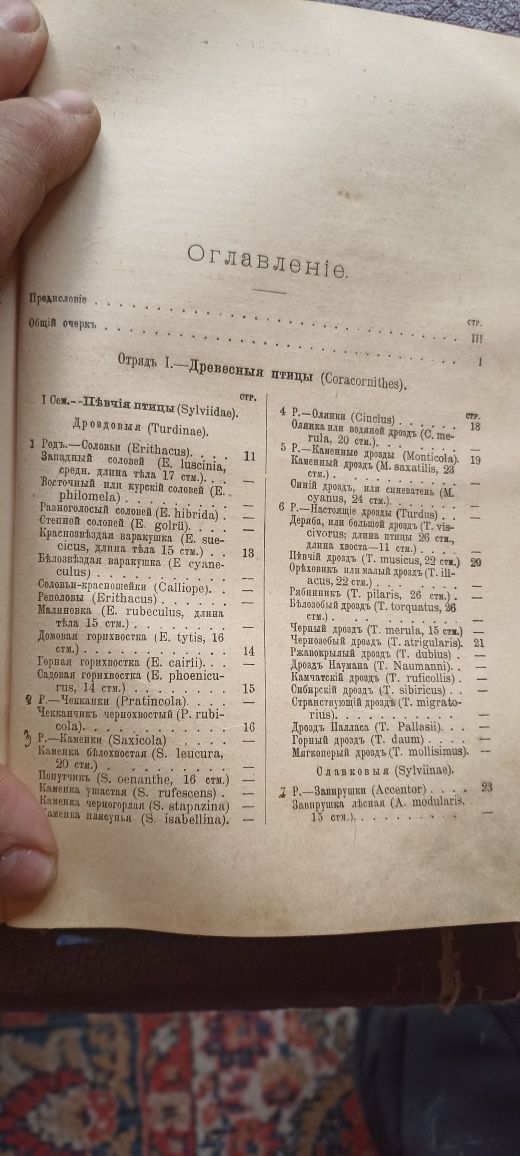 Оглавленіе.
Предисловіе . . . . . . . . . . . . . . . . . . . . . . . . . . . .
СТР.
III
Общій очеркъ . . . . . . . . . . . . . . . . . . . . . . . . . . . 1
Отрядъ I.—Древесныя птицы (Coracornithes).
СТР.
I Сем.--Пѣвчія птицы (Sylviidae).
Дроздовыя (Turdinae).
1 Родъ.—Соловьи (Erithacus). . . . 11
Западный соловей (E. luscinia,
средн. длина тѣла 17 стм.). . . —
Восточный или курскій соловей (E.
philomela) . . . . . . . . —
Разноголосый соловей (E. hibrida) . —
Степной соловей (E. golrü). . . . —
Краснозвѣздая варакушка (E. sue-
cicus, длина тѣла 15 стм.) . . 13
Бѣлозвѣздая варакушка (E cyane-
culus) . . . . . . . . . —
Соловьи-красношейки (Calliope). . —
Реполовы (Erithacus) . . . . . . —
Малиновка (E. rubeculus, длина
тѣла 15 стм.) . . . . . . —
Домовая горихвостка (E. tytis, 16
стм.) . . . . . . . . . . 14
Горная горихвостка (E. cairii). . . —
Садовая горихвостка (E. phoenicu-
rus, 14 стм.) . . . . . . . 15
2 Р.—Чекканки (Pratincola). . . . . —
Чекканчикъ чернохвостый (P. rubi-
cola). . . . . . . . . . . 16
3 Р.—Каменки (Saxicola) . . . . . —
Каменка бѣлохвостая (S. leucura,
20 стм.) . . . . . . . . —
Попутчикъ (S. oenanthe, 16 стм.) . —
Каменка ушастая (S. rufescens) . —
Каменка черногорлая (S. stapazina) —
Каменка плясунья (S. isabellina). —
СТР.
4 Р.—Олянки (Cinclus) . . . . . . 18
Олянка или водяной дроздъ (C. me-
rula, 20 стм.) . . . . . . —
5 Р.—Каменные дрозды (Monticola). 19
Каменный дроздъ (M. saxatilis, 23
стм.) . . . . . . . . . . —
Синій дроздъ, или синеватень (M.
cyanus, 24 стм.) . . . . . —
6 Р.—Настоящіе дрозды (Turdus) . . —
Деряба, или большой дроздъ (T. vis-
civorus; длина птицы 26 стм.,
длина хвоста—11 стм.) . . . —
Пѣвчій дроздъ (T. musicus, 22 стм.) 20
Орѣховикъ или малый дроздъ (T. ili-
acus, 22 стм.) . . . . . . —
Рябинникъ (T. pilaris, 26 стм.) . . —
Бѣлозобый дроздъ (T. torquatus, 26
стм.) . . . . . . . . . . —
Черный дроздъ (T. merula, 15 стм.) —
Чернозобый дроздъ (T. atrigularis). 21
Ржавокрылый дроздъ (T. dubius) . —
Дроздъ Наумана (T. Naumanni). . —
Камчатскій дроздъ (T. ruficollis) . —
Сибирскій дроздъ (T. sibiricus) . . —
Странствующій дроздъ (T. migrato-
rius). . . . . . . . . . . —
Дроздъ Палласа (T. Pallasii). . . —
Горный дроздъ (T. daum) . . . . —
Мягкоперый дроздъ (T. mollisimus). —
Славковыя (Sylviinae).
7 Р.—Завирушки (Accentor) . . . . 23
Завирушка лѣсная (A. modularis,
15 стм.). . . . . . . . . —